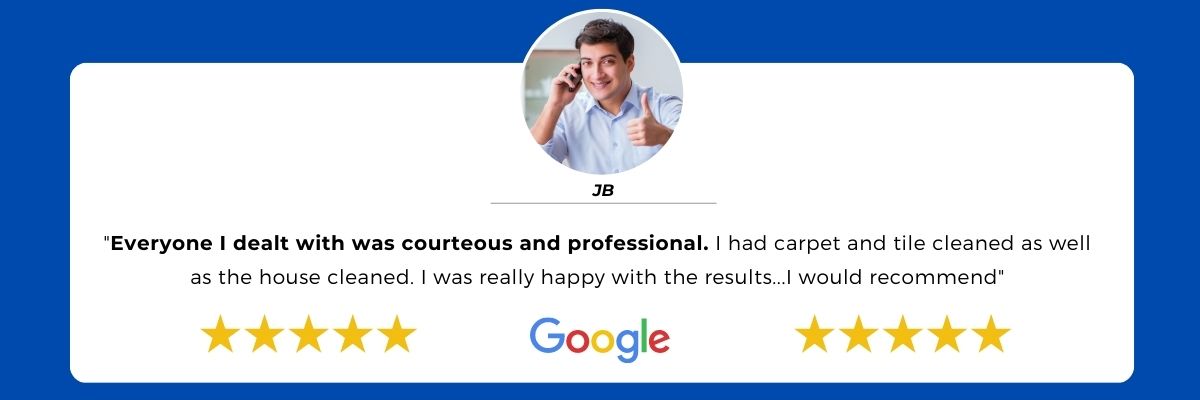 JB
"Everyone I dealt with was courteous and professional. I had carpet and tile cleaned as well
as the house cleaned. I was really happy with the results...I would recommend"
Google